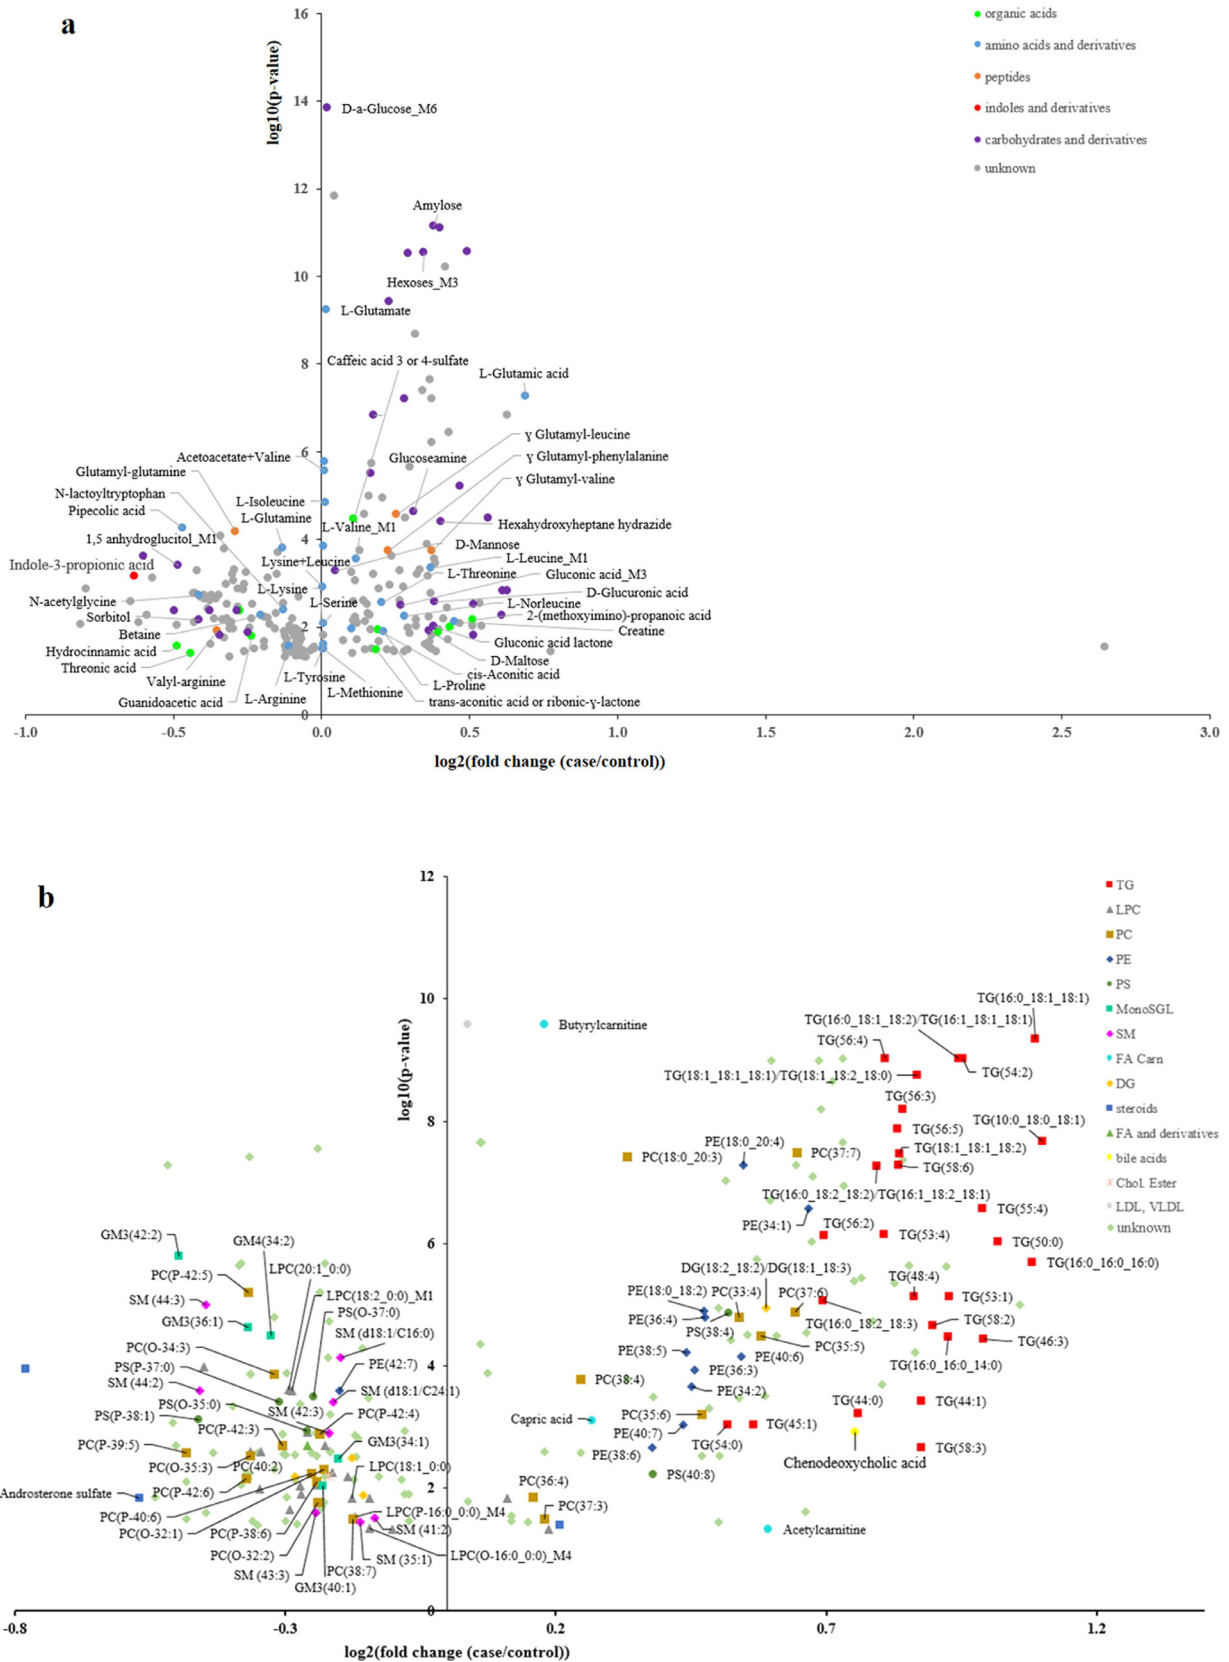 a
16
organic acids
log10(p-value)
amino acids and derivatives
peptides
14
D-a-Glucose_M6
indoles and derivatives
carbohydrates and derivatives
unknown
12
Amylose
10
Hexoses_M3
L-Glutamate
Caffeic acid 3 or 4-sulfate
8
L-Glutamic acid
ɣ Glutamyl-leucine
6
Acetoacetate+Valine
Glucoseamine
ɣ Glutamyl-phenylalanine
Glutamyl-glutamine
ɣ Glutamyl-valine
N-lactoyltryptophan
L-Isoleucine
Pipecolic acid
L-Glutamine
L-Valine_M1
Hexahydroxyheptane hydrazide
1,5 anhydroglucitol_M1
4
D-Mannose
Indole-3-propionic acid
Lysine+Leucine
L-Leucine_M1
L-Threonine
Gluconic acid_M3
L-Lysine
D-Glucuronic acid
N-acetylglycine
L-Serine
L-Norleucine
Sorbitol
2-(methoxyimino)-propanoic acid
2
Betaine
Creatine
Hydrocinnamic acid
Gluconic acid lactone
Threonic acid
D-Maltose
Valyl-arginine
L-Tyrosine
cis-Aconitic acid
L-Proline
Guanidoacetic acid
L-Arginine
L-Methionine
trans-aconitic acid or ribonic-ɣ-lactone
0
-1.0
-0.5
0.0
0.5
1.0
1.5
2.0
2.5
3.0
log2(fold change (case/control))
b
12
TG
LPC
PC
PE
PS
MonoSGL
SM
FA Carn
DG
steroids
FA and derivatives
bile acids
Chol. Ester
LDL, VLDL
unknown
10
TG(16:0_18:1_18:1)
log10(p-value)
Butyrylcarnitine
TG(16:0_18:1_18:2)/TG(16:1_18:1_18:1)
TG(56:4)
TG(54:2)
TG(18:1_18:1_18:1)/TG(18:1_18:2_18:0)
TG(56:3)
8
TG(10:0_18:0_18:1)
TG(56:5)
PE(18:0_20:4)
TG(18:1_18:1_18:2)
PC(18:0_20:3)
PC(37:7)
TG(58:6)
TG(16:0_18:2_18:2)/TG(16:1_18:2_18:1)
TG(55:4)
PE(34:1)
TG(56:2)
TG(53:4)
6
TG(50:0)
GM3(42:2)
GM4(34:2)
TG(16:0_16:0_16:0)
LPC(20:1_0:0)
DG(18:2_18:2)/DG(18:1_18:3)
PC(P-42:5)
TG(48:4)
PE(18:0_18:2)
PC(33:4)
PC(37:6)
SM (44:3)
LPC(18:2_0:0)_M1
TG(53:1)
PS(O-37:0)
PE(36:4)
GM3(36:1)
TG(16:0_18:2_18:3)
TG(58:2)
PS(38:4)
SM (d18:1/C16:0)
PC(O-34:3)
PE(38:5)
PC(35:5)
TG(46:3)
PS(P-37:0)
4
PE(42:7)
PE(40:6)
TG(16:0_16:0_14:0)
PE(36:3)
SM (44:2)
PC(38:4)
SM (d18:1/C24:1)
PE(34:2)
PS(O-35:0)
TG(44:0)
TG(44:1)
SM (42:3)
PC(35:6)
PS(P-38:1)
PC(P-42:4)
Capric acid
PC(P-42:3)
PE(40:7)
TG(45:1)
PC(P-39:5)
GM3(34:1)
TG(54:0)
TG(58:3)
PE(38:6)
PC(O-35:3)
PC(40:2)
LPC(18:1_0:0)
Chenodeoxycholic acid
PS(40:8)
PC(P-42:6)
PC(36:4)
Androsterone sulfate
2
PC(37:3)
PC(P-40:6)
LPC(P-16:0_0:0)_M4
PC(O-32:1)
PC(P-38:6)
SM (41:2)
Acetylcarnitine
PC(O-32:2)
SM (35:1)
LPC(O-16:0_0:0)_M4
SM (43:3)
PC(38:7)
GM3(40:1)
0
-0.8
-0.3
0.2
0.7
1.2
log2(fold change (case/control))